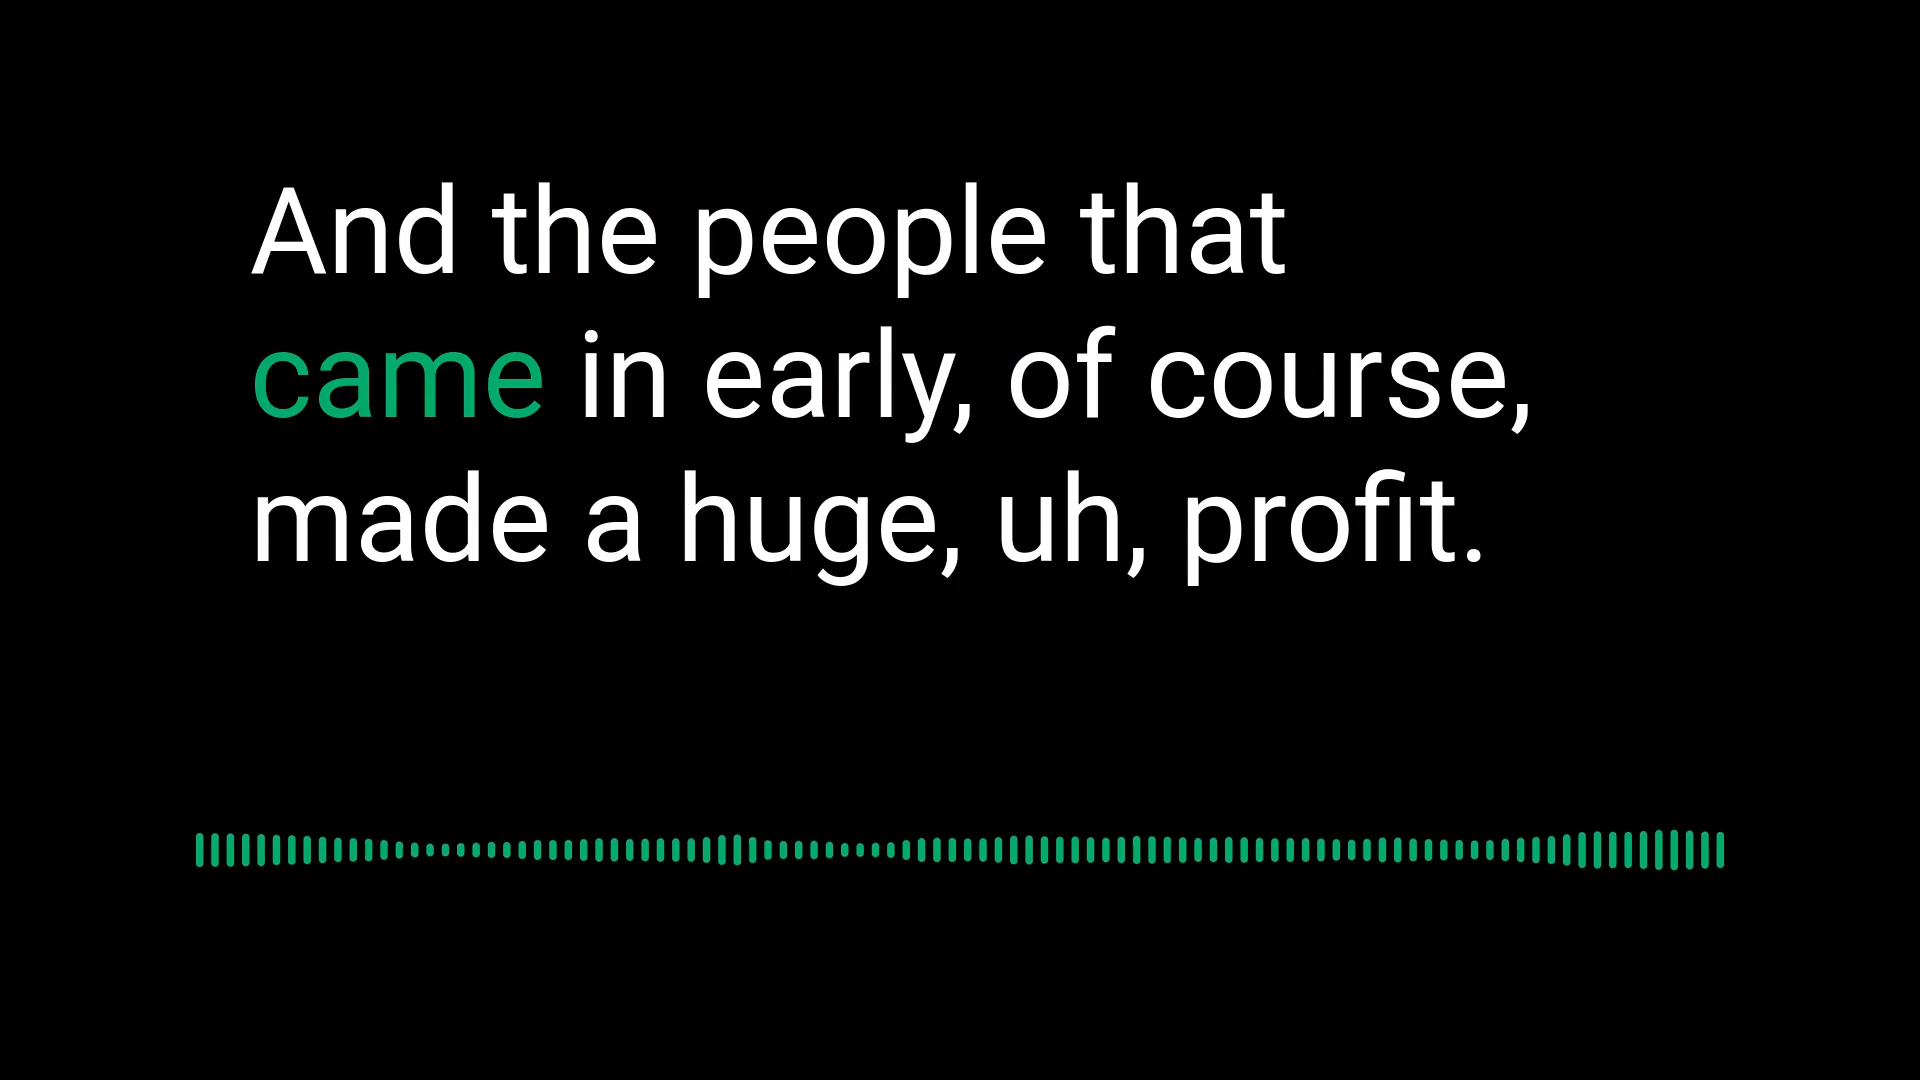 And the people that
came in early, of course,
made a huge, uh, profit.